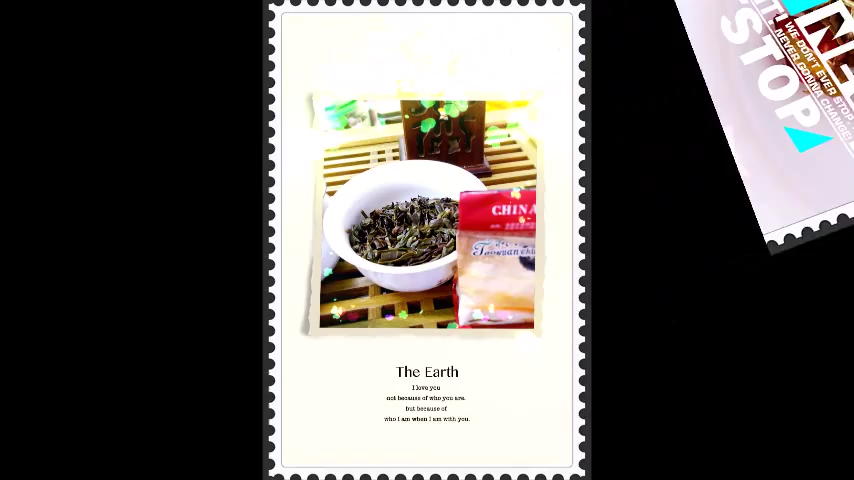 CHINA
The Earth
I love you
not because of who you are.
but because of
who I am when I am with you.
STOP
WE DON'T EVER STOP
NEVER GONNA CHANGE